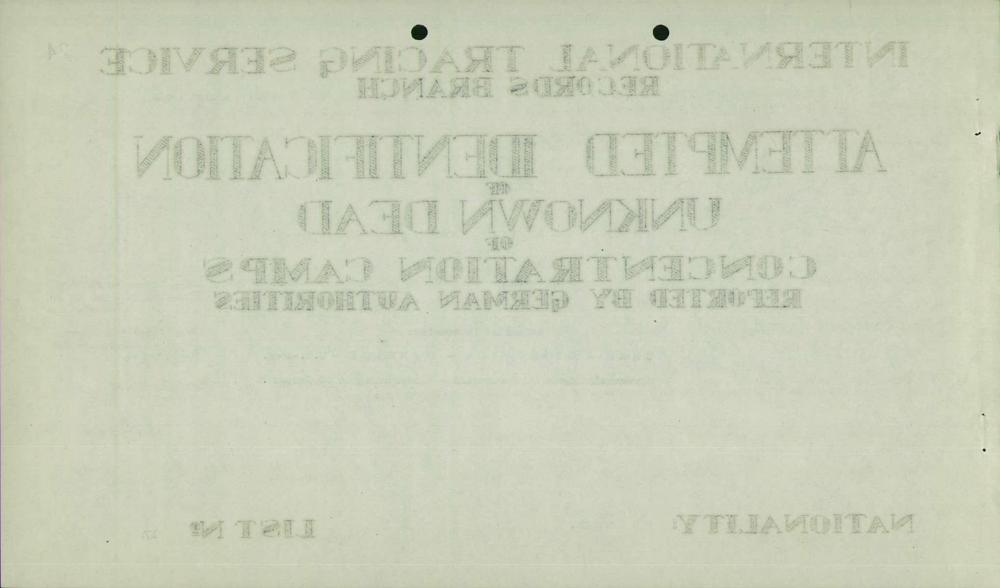 INTERNATIONAL TRACING SERVICE
RECORDS BRANCH
ATTEMPTED IDENTIFICATION
OF
UNKNOWN DEAD
OF
CONCENTRATION CAMPS
REPORTED BY GERMAN AUTHORITIES
NATIONALITY: LIST Nº